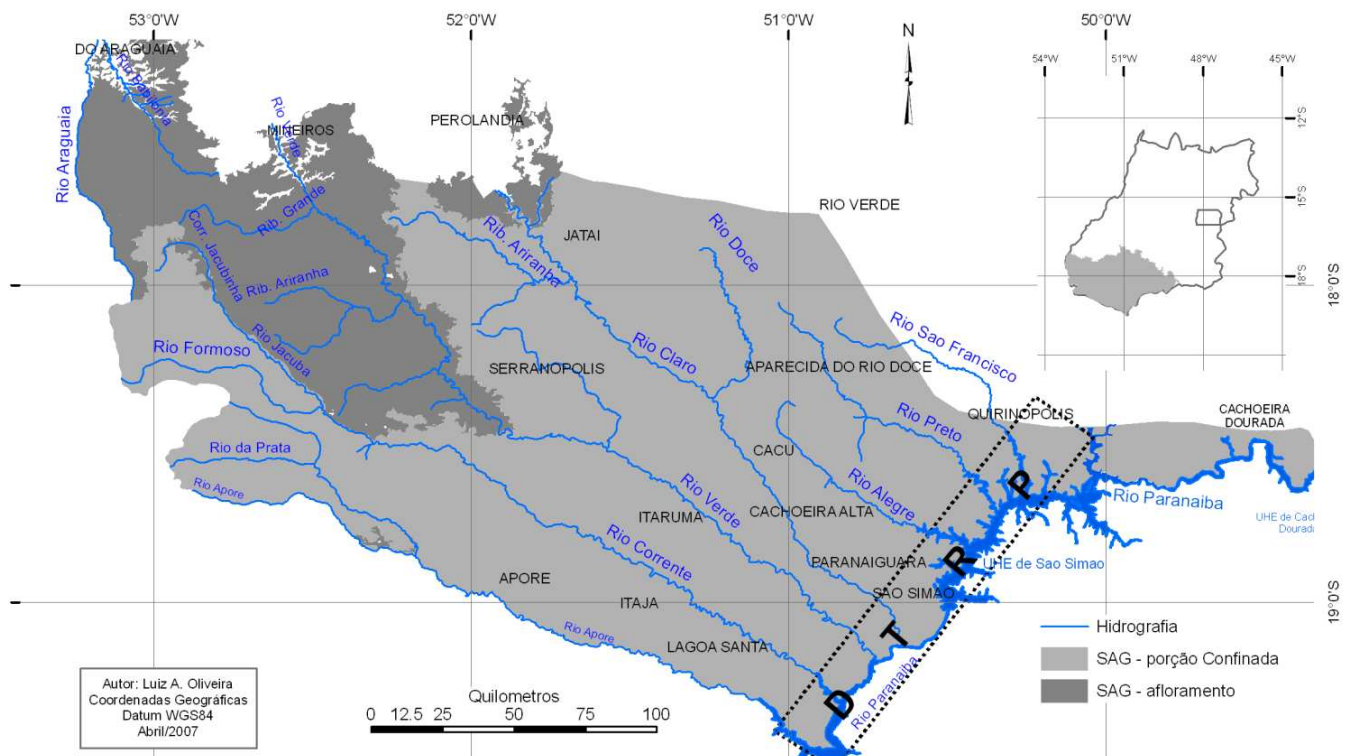 53°0'W
52°0'W
51°0'W
50°0'W
DO ARAGUAIA
Rio Babilonia
Rio Araguaia
Rio Verde
MINEIROS
PEROLANDIA
N
54°W
51°W
48°W
45°W
12°S
15°S
18°S
RIO VERDE
Rib. Grande
Corr. Jacubinha
Rib. Ariranha
JATAI
Rio Doce
Rib. Ariranha
18°0'S
Rio Formoso
Rio Jacuba
SERRANOPOLIS
Rio Claro
APARECIDA DO RIO DOCE
Rio Sao Francisco
QUIRINOPOLIS
CACHOEIRA
DOURADA
Rio da Prata
Rio Apore
CACU
Rio Preto
Rio Verde
Rio Alegre
P
Rio Paranaiba
UHE de Cach
Dourada
ITARUMA
CACHOEIRA ALTA
Rio Corrente
PARANAIGUARA
R
UHE de Sao Simao
APORE
SAO SIMAO
19°0'S
ITAJA
Rio Apore
LAGOA SANTA
T
Rio Paranaiba
D
Hidrografia
SAG - porção Confinada
SAG - afloramento
Autor: Luiz A. Oliveira
Coordenadas Geográficas
Datum WGS84
Abril/2007
Quilometros
0 12.5 25 50 75 100